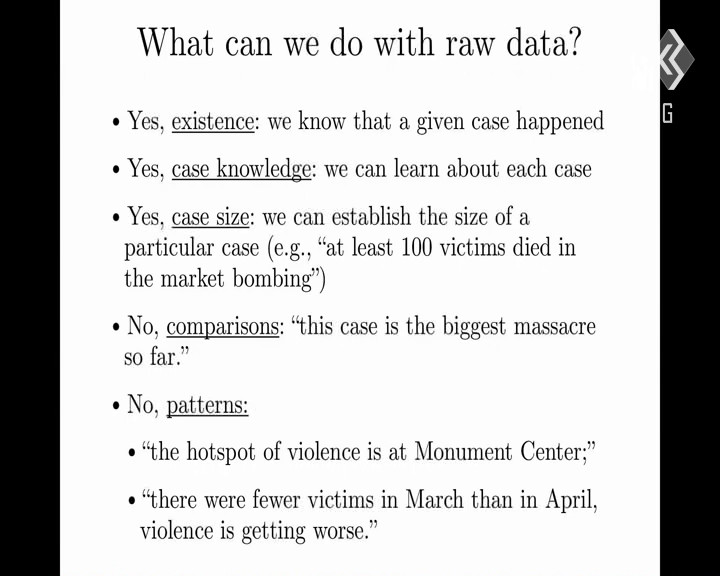 What can we do with raw data?
• Yes, existence: we know that a given case happened
• Yes, case knowledge: we can learn about each case
• Yes, case size: we can establish the size of a
particular case (e.g., “at least 100 victims died in
the market bombing”)
• No, comparisons: “this case is the biggest massacre
so far.”
• No, patterns:
• “the hotspot of violence is at Monument Center;”
• “there were fewer victims in March than in April,
violence is getting worse.”
G